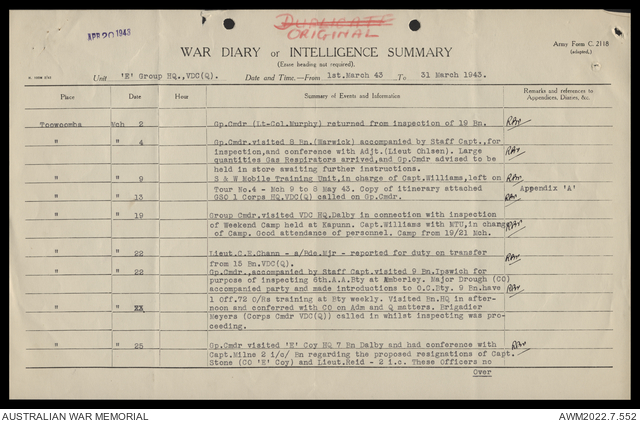 APR 20 1943
DUPLICATE
ORIGINAL
WAR DIARY or INTELLIGENCE SUMMARY
(Erase heading not required).
Army Form C. 2118
(adapted.)
Unit 'E' Group HQ.,VDC(Q). Date and Time.—From 1st.March 43 To 31 March 1943.
Place Date Hour Summary of Events and Information Remarks and references to Appendices, Diaries, &c.
Toowoomba Mch 2 Gp.Cmdr (Lt-Col.Murphy) returned from inspection of 19 Bn.
" " 4 Gp.Cmdr.visited 8 Bn.(Warwick) accompanied by Staff Capt.,for
inspection,and conference with Adjt.(Lieut Ohlsen). Large
quantities Gas Respirators arrived,and Gp.Cmdr advised to be
held in store awaiting further instructions.
" " 9 S & W Mobile Training Unit,in charge of Capt.Williams,left on
Tour No.4 - Mch 9 to 8 May 43. Copy of itinerary attached Appendix 'A'
" " 13 GSO 1 Corps HQ.VDC(Q) called on Gp.Cmdr.
" " 19 Group Cmdr.visited VDC HQ.Dalby in connection with inspection
of Weekend Camp held at Kapunn. Capt.Williams with MTU,in charge
of Camp. Good attendance of personnel. Camp from 19/21 Mch.
" " 22 Lieut.C.H.Chann - a/Bde.Mjr - reported for duty on transfer
from 15 Bn.VDC(Q).
" " 22 Gp.Cmdr.,accompanied by Staff Capt.visited 9 Bn.Ipswich for
purpose of inspecting 6th.A.A.Bty at Amberley. Major Drough (CO)
accompanied party and made introductions to O.C.Bty. 9 Bn.have
1 Off.72 O/Rs training at Bty weekly. Visited Bn.HQ in after-
noon and conferred with CO on Adm and Q matters. Brigadier
Meyers (Corps Cmdr VDC(Q)) called in whilst inspecting was pro-
ceeding.
" " 25 Gp.Cmdr visited 'E' Coy HQ 7 Bn Dalby and had conference with
Capt.Milne 2 i/c/ Bn regarding the proposed resignations of Capt.
Stone (CO 'E' Coy) and Lieut.Reid - 2 i.c. These Officers no
Over
AUSTRALIAN WAR MEMORIAL
AWM2022.7.552